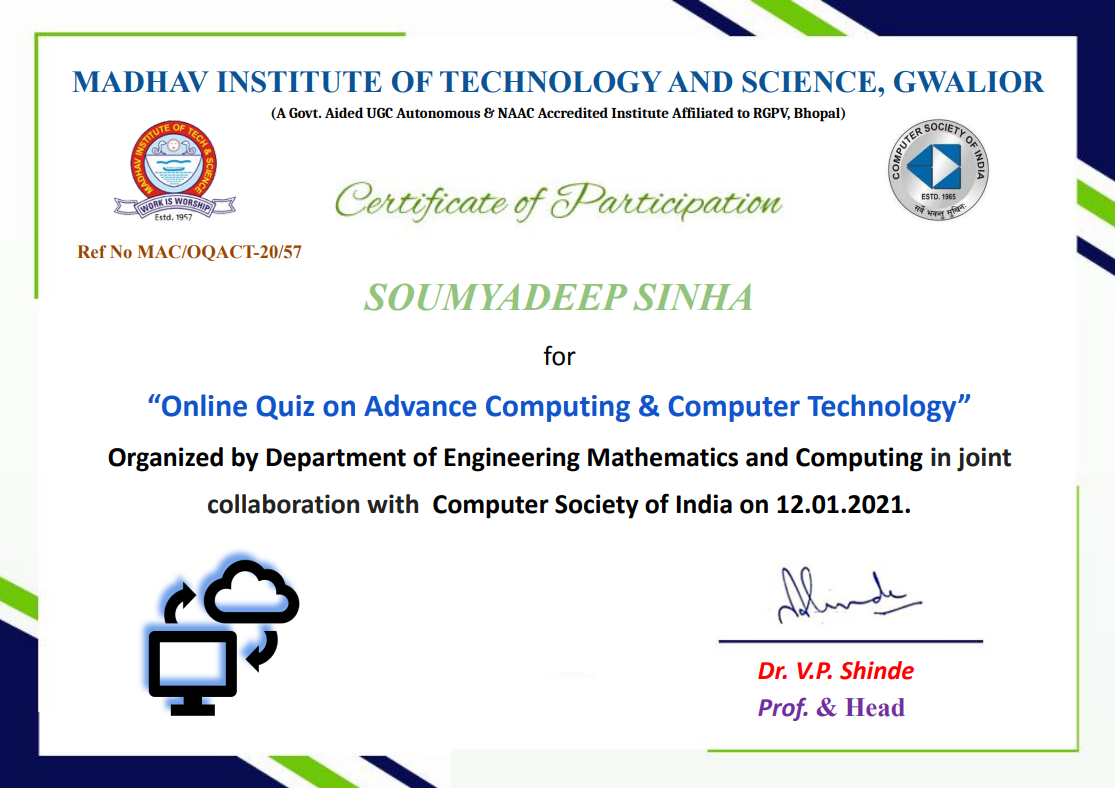 MADHAV INSTITUTE OF TECHNOLOGY AND SCIENCE, GWALIOR
(A Govt. Aided UGC Autonomous & NAAC Accredited Institute Affiliated to RGPV, Bhopal)
MADHAV INSTITUTE OF TECH & SCIENCE
WORK IS WORSHIP
Estd. 1957
COMPUTER SOCIETY OF INDIA
ESTD. 1965
सर्वे भवन्तु सुखिनः
Certificate of Participation
Ref No MAC/OQACT-20/57
SOUMYADEEP SINHA
for
“Online Quiz on Advance Computing & Computer Technology”
Organized by Department of Engineering Mathematics and Computing in joint
collaboration with Computer Society of India on 12.01.2021.
Shinde
Dr. V.P. Shinde
Prof. & Head